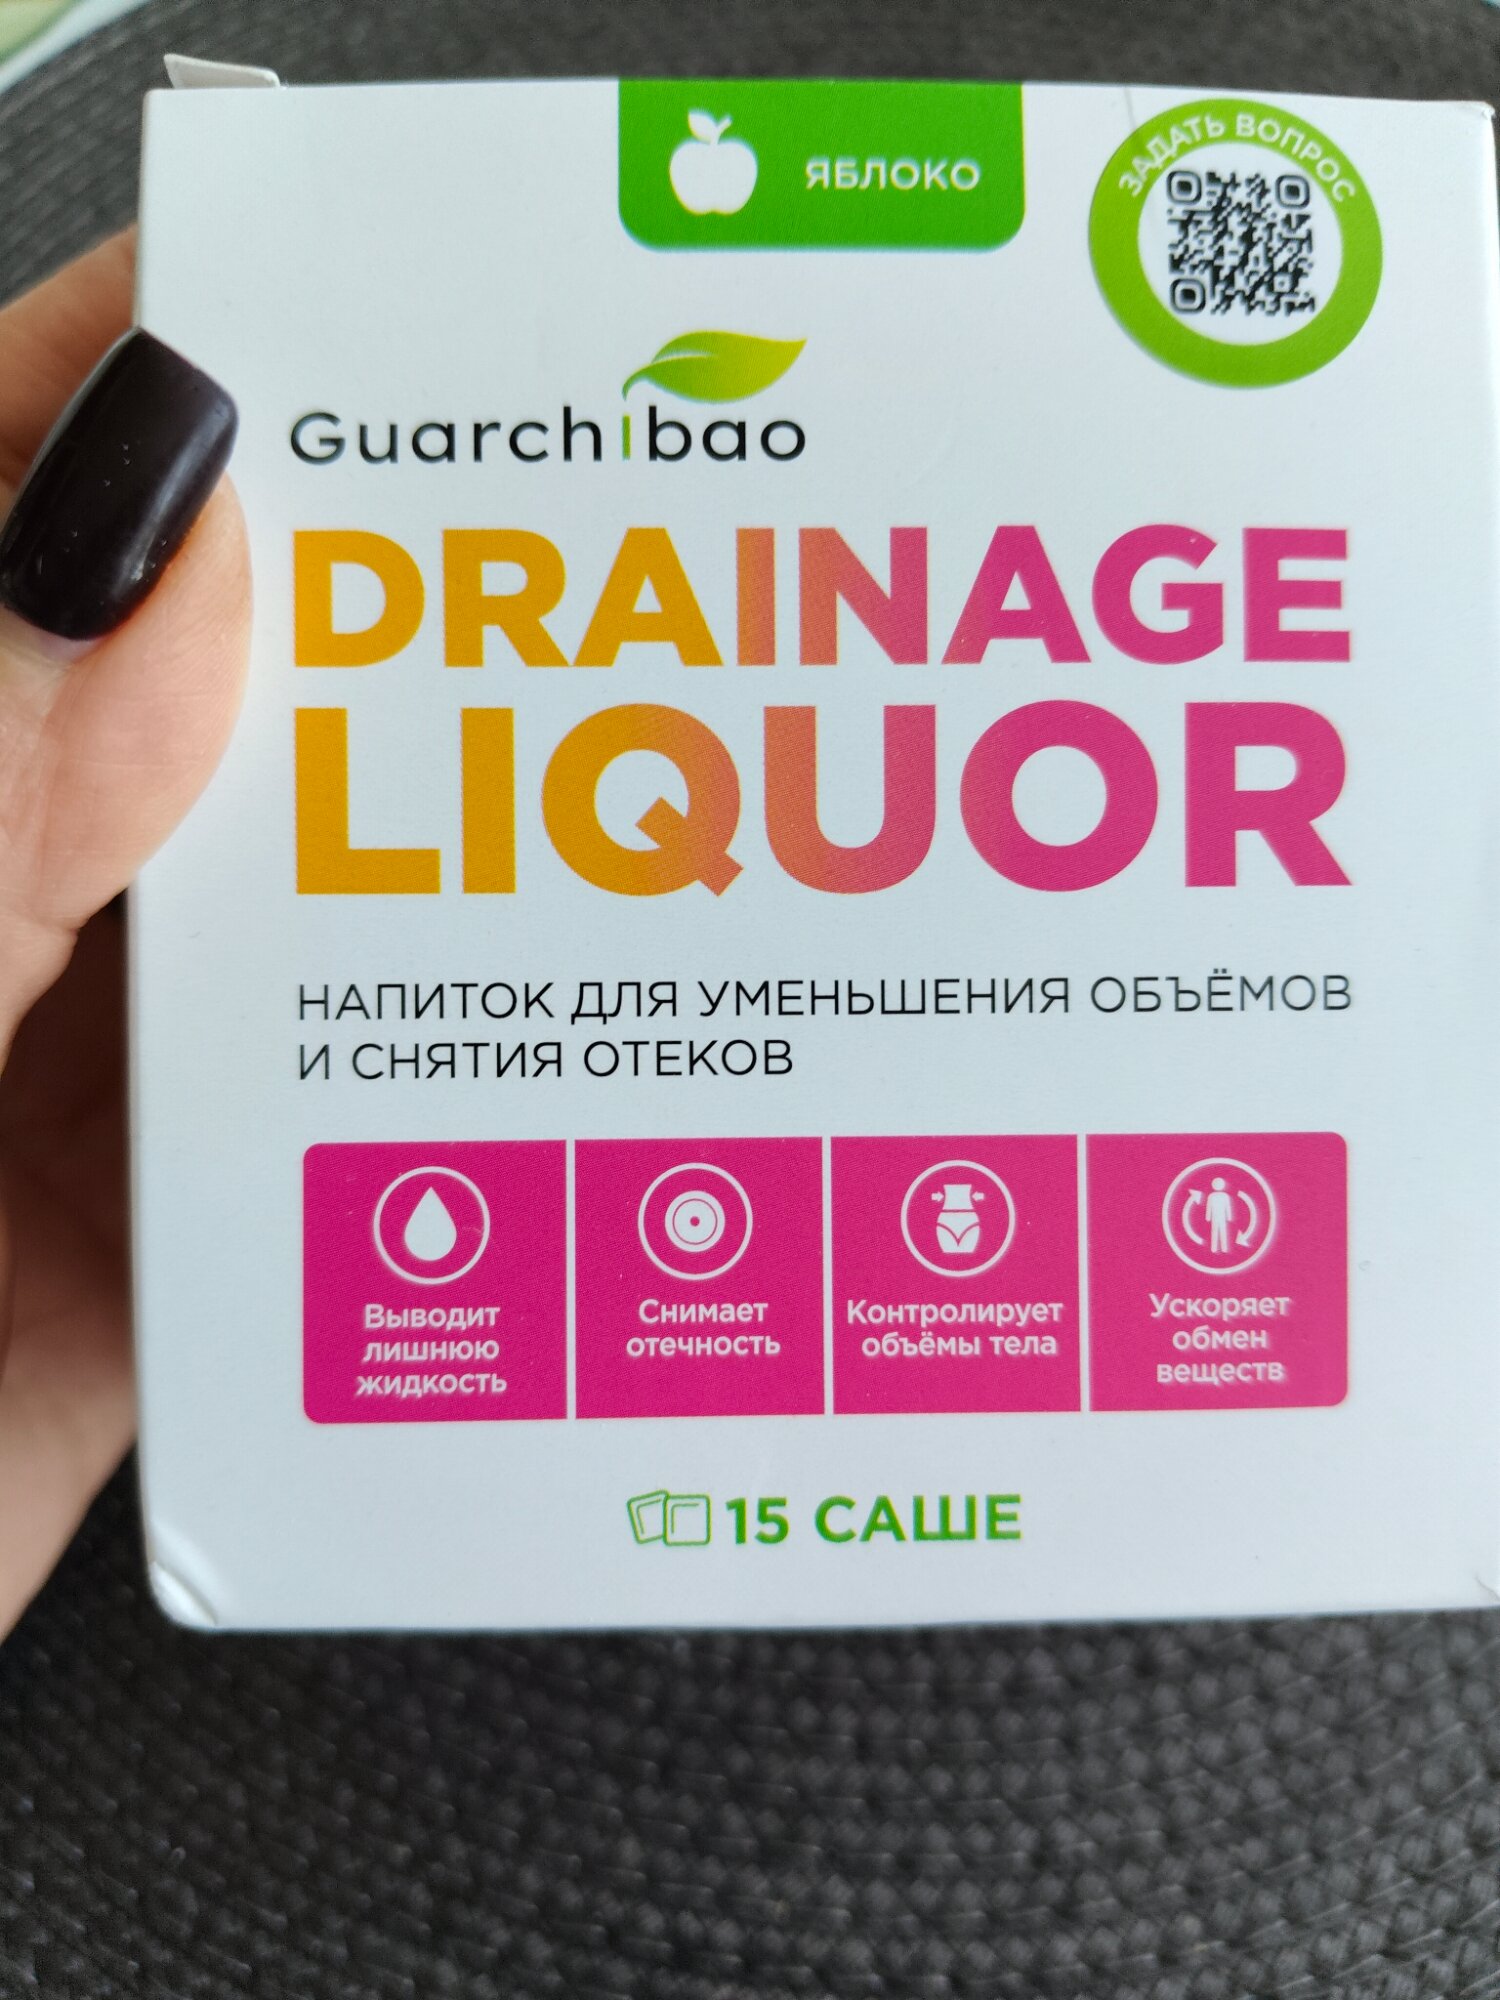 ЯБЛОКО
ЗАДАТЬ ВОПРОС
Guarchibao
DRAINAGE
LIQUOR
НАПИТОК ДЛЯ УМЕНЬШЕНИЯ ОБЪЁМОВ
И СНЯТИЯ ОТЕКОВ
Выводит
лишнюю
жидкость
Снимает
отечность
Контролирует
объёмы тела
Ускоряет
обмен
веществ
15 САШЕ